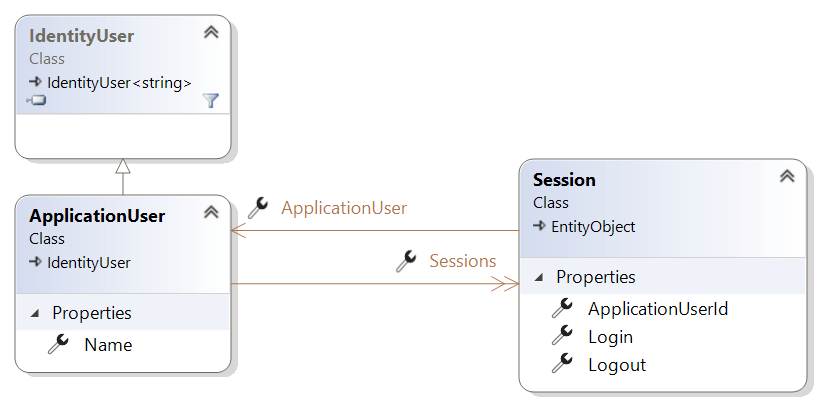 IdentityUser
Class
IdentityUser<string>
ApplicationUser
Class
IdentityUser
Properties
Name
ApplicationUser
Sessions
Session
Class
EntityObject
Properties
ApplicationUserId
Login
Logout